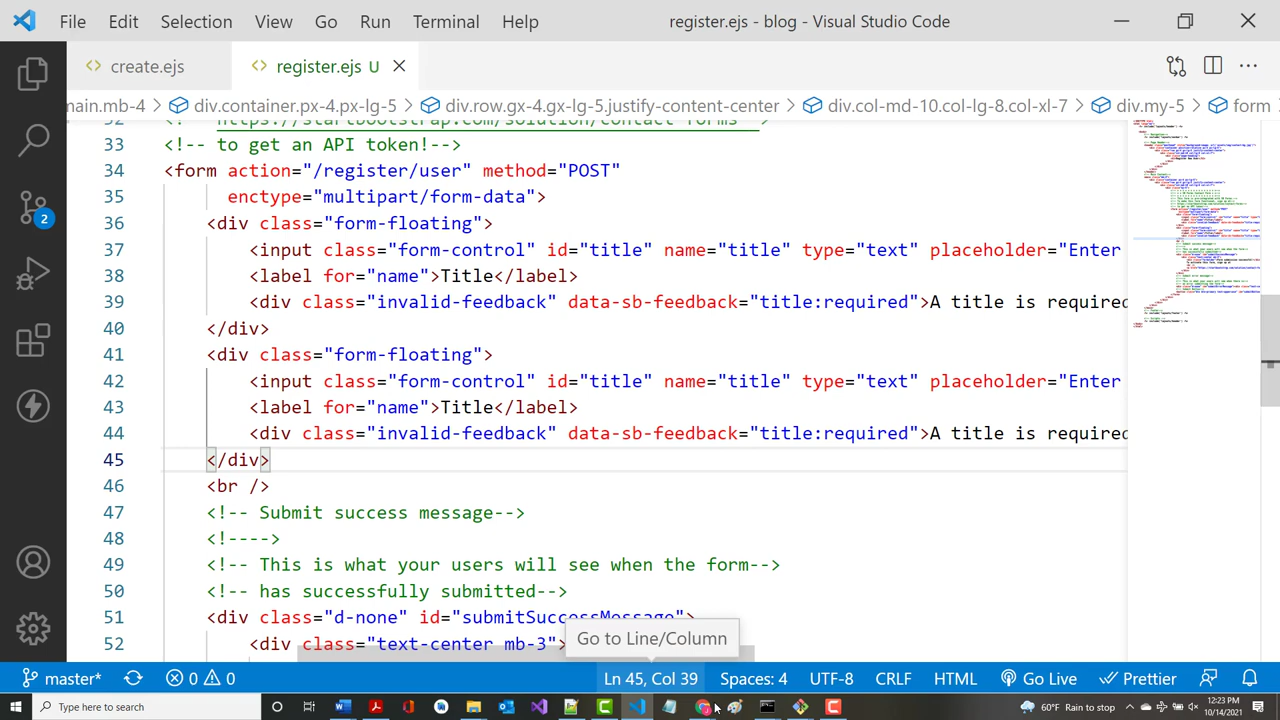 File Edit Selection View Go Run Terminal Help register.ejs - blog - Visual Studio Code
create.ejs register.ejs U
main.mb-4 div.container.px-4.px-lg-5 div.row.gx-4.gx-lg-5.justify-content-center div.col-md-10.col-lg-8.col-xl-7 div.my-5 form
32 <!-- https://startbootstrap.com/solution/contact-forms-->
33 <!-- to get an API token!-->
34 <form action="/register/user" method="POST"
35 enctype="multipart/form-data">
36 <div class="form-floating">
37 <input class="form-control" id="title" name="title" type="text" placeholder="Enter
38 <label for="name">Title</label>
39 <div class="invalid-feedback" data-sb-feedback="title:required">A title is required
40 </div>
41 <div class="form-floating">
42 <input class="form-control" id="title" name="title" type="text" placeholder="Enter
43 <label for="name">Title</label>
44 <div class="invalid-feedback" data-sb-feedback="title:required">A title is required
45 </div>
46 <br />
47 <!-- Submit success message-->
48 <!---->
49 <!-- This is what your users will see when the form-->
50 <!-- has successfully submitted-->
51 <div class="d-none" id="submitSuccessMessage">
52 <div class="text-center mb-3">
Go to Line/Column
2
master* 0 0 Ln 45, Col 39 Spaces: 4 UTF-8 CRLF HTML Go Live Prettier
Type here to search 60°F Rain to stop 12:23 PM
10/14/2021